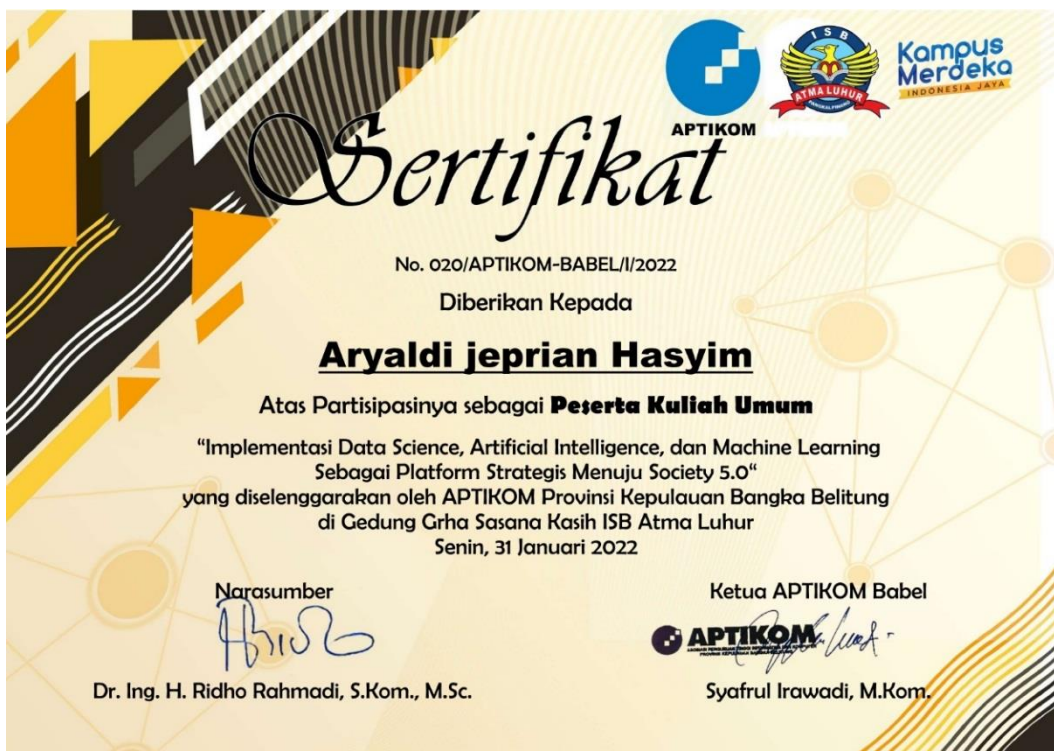 ISB
ATMA LUHUR
PANGKALPINANG
Kampus
Merdeka
INDONESIA JAYA
APTIKOM
Sertifikat
No. 020/APTIKOM-BABEL/I/2022
Diberikan Kepada
Aryaldi jeprian Hasyim
Atas Partisipasinya sebagai Peserta Kuliah Umum
“Implementasi Data Science, Artificial Intelligence, dan Machine Learning
Sebagai Platform Strategis Menuju Society 5.0“
yang diselenggarakan oleh APTIKOM Provinsi Kepulauan Bangka Belitung
di Gedung Grha Sasana Kasih ISB Atma Luhur
Senin, 31 Januari 2022
Narasumber
Dr. Ing. H. Ridho Rahmadi, S.Kom., M.Sc.
Ketua APTIKOM Babel
APTIKOM
Syafrul Irawadi, M.Kom.